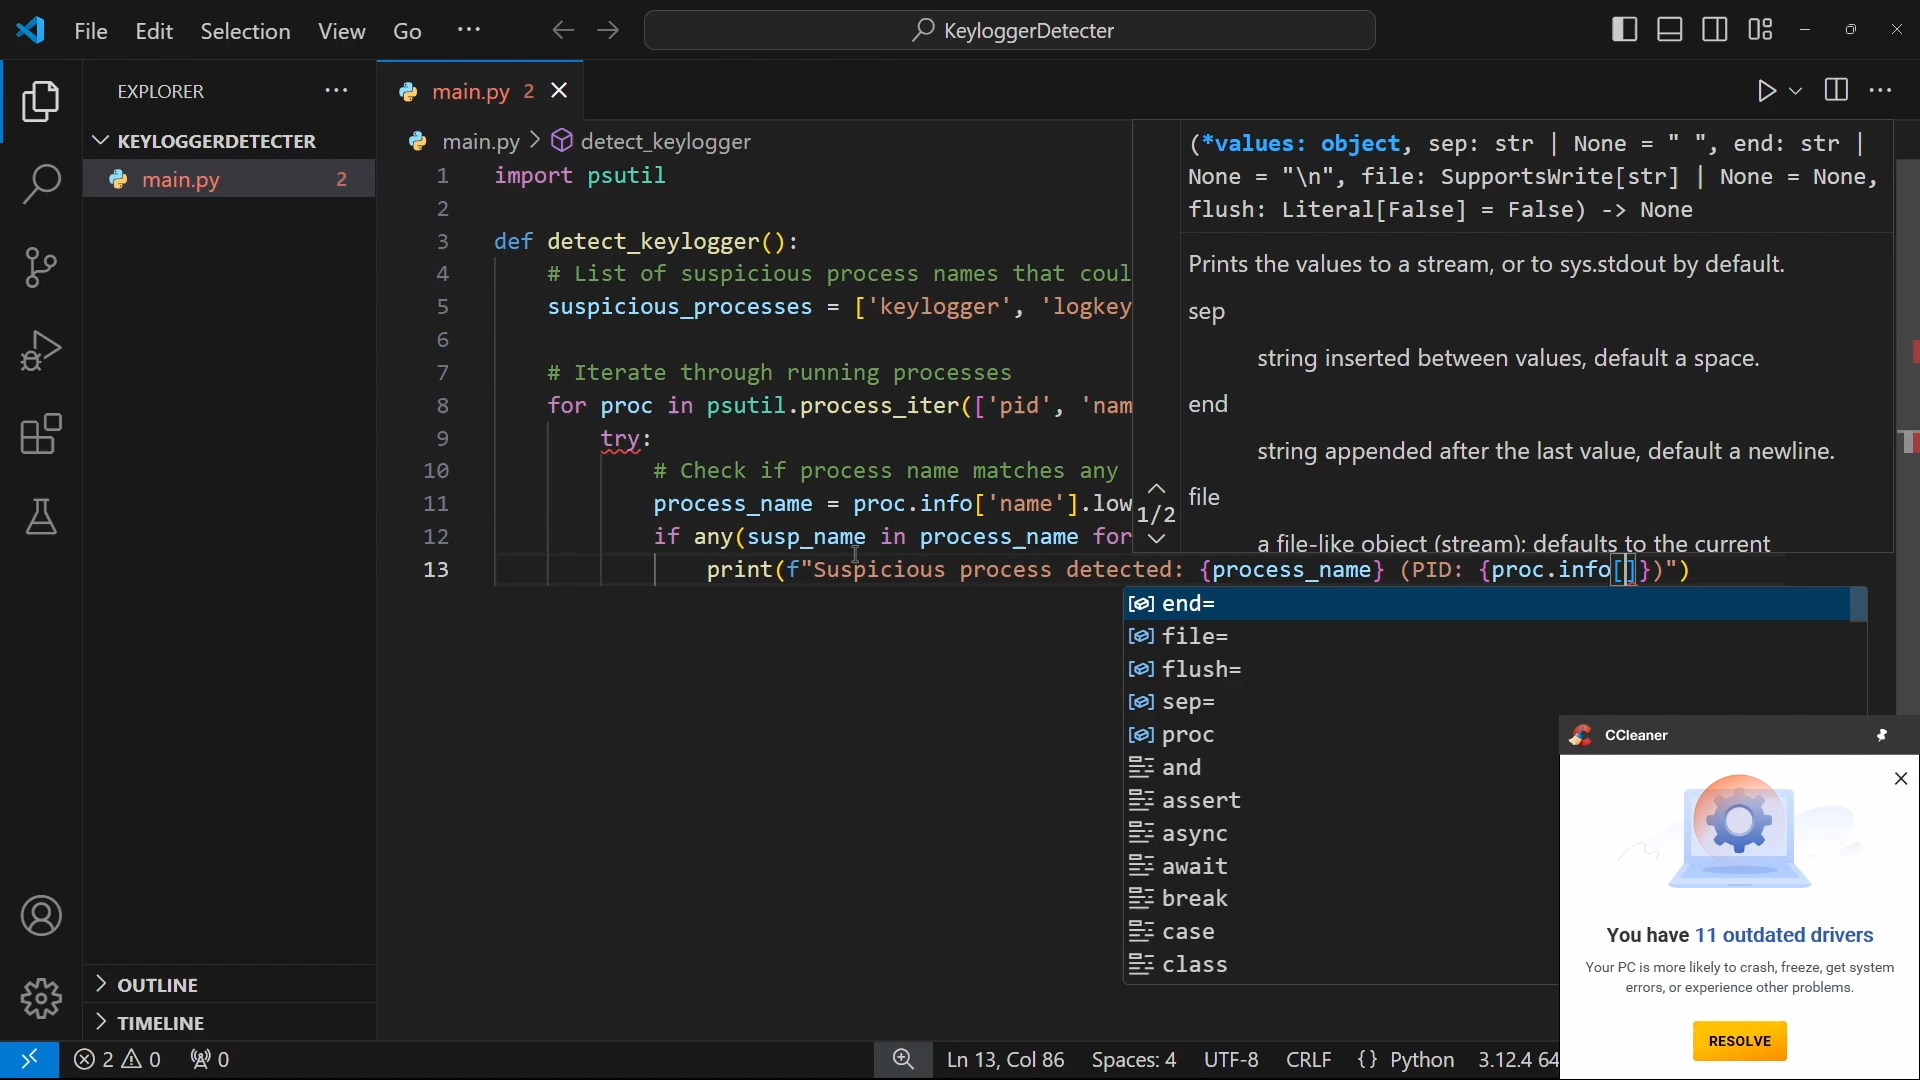 File Edit Selection View Go ... KeyloggerDetecter
EXPLORER ...
KEYLOGGERDETECTER
main.py 2
OUTLINE
TIMELINE
main.py 2
main.py > detect_keylogger
1 import psutil
2
3 def detect_keylogger():
4 # List of suspicious process names that coul
5 suspicious_processes = ['keylogger', 'logkey
6
7 # Iterate through running processes
8 for proc in psutil.process_iter(['pid', 'nam
9 try:
10 # Check if process name matches any
11 process_name = proc.info['name'].low
12 if any(susp_name in process_name for
13 print(f"Suspicious process detected: {process_name} (PID: {proc.info[]})")
(*values: object, sep: str | None = " ", end: str |
None = "\n", file: SupportsWrite[str] | None = None,
flush: Literal[False] = False) -> None
Prints the values to a stream, or to sys.stdout by default.
sep
string inserted between values, default a space.
end
string appended after the last value, default a newline.
file
a file-like object (stream); defaults to the current
1/2
end=
file=
flush=
sep=
proc
and
assert
async
await
break
case
class
CCleaner
You have 11 outdated drivers
Your PC is more likely to crash, freeze, get system
errors, or experience other problems.
RESOLVE
2 0 0 Ln 13, Col 86 Spaces: 4 UTF-8 CRLF {} Python 3.12.4 64